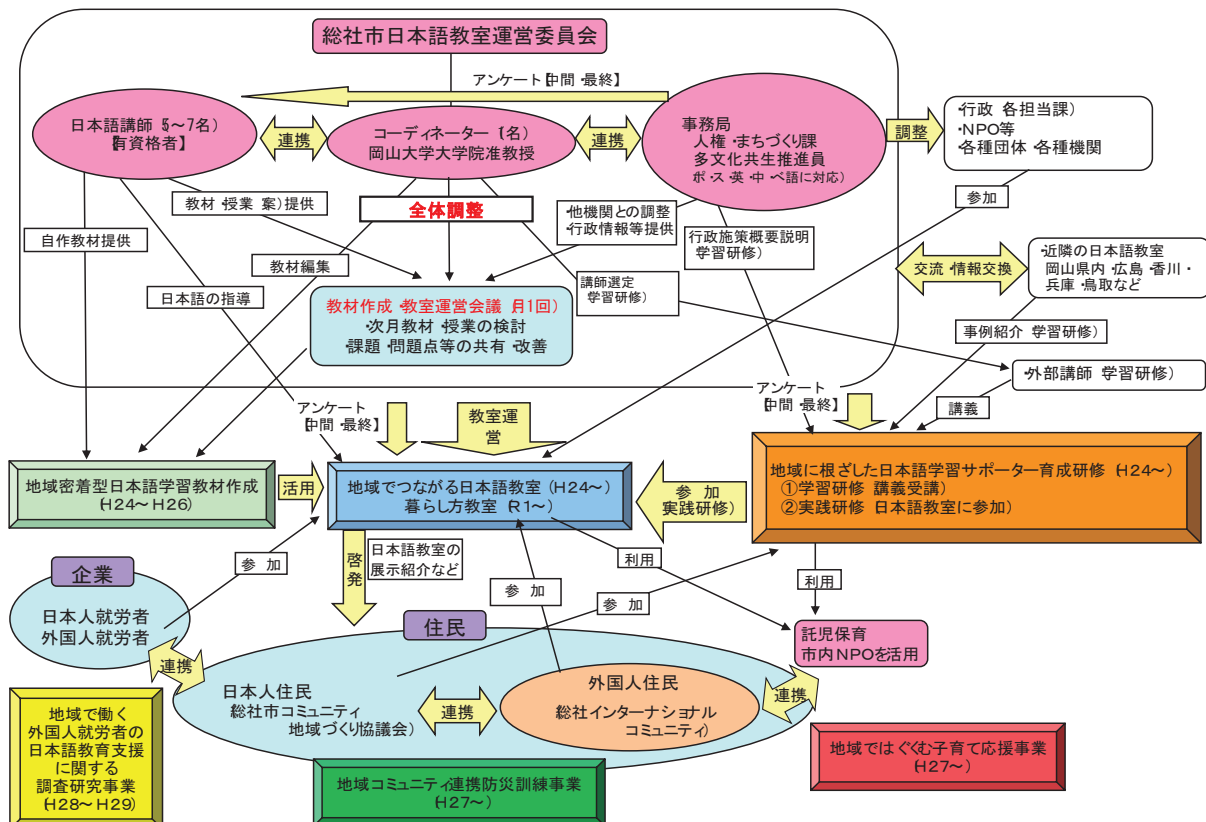 総社市日本語教室運営委員会
アンケート【中間・最終】
日本語講師（5～7名）
【有資格者】
連携
コーディネーター（1名）
岡山大学大学院准教授
連携
事務局
人権・まちづくり課
多文化共生推進員
（ポ・ス・英・中・ベ語に対応）
調整
・行政（各担当課）
・NPO等
・各種団体・各種機関
教材・授業（案）提供
全体調整
・他機関との調整
・行政情報等提供
参加
自作教材提供
教材編集
行政施策概要説明
（学習研修）
交流・情報交換
・近隣の日本語教室
岡山県内・広島・香川・
兵庫・鳥取など
日本語の指導
講師選定
（学習研修）
教材作成・教室運営会議（月1回）
・次月教材・授業の検討
・課題・問題点等の共有・改善
事例紹介（学習研修）
・外部講師（学習研修）
アンケート
【中間・最終】
教室運営
アンケート
【中間・最終】
講義
地域密着型日本語学習教材作成
（H24～H26）
活用
地域でつながる日本語教室（H24～）
暮らし方教室（R1～）
参加
（実践研修）
地域に根ざした日本語学習サポーター育成研修（H24～）
①学習研修（講義受講）
②実践研修（日本語教室に参加）
企業
参加
啓発
日本語教室の
展示紹介など
利用
利用
日本人就労者
外国人就労者
参加
参加
住民
託児保育
市内NPOを活用
連携
日本人住民
総社市コミュニティ
地域づくり協議会）
連携
外国人住民
（総社インターナショナル
コミュニティ）
連携
地域で働く
外国人就労者の
日本語教育支援
に関する
調査研究事業
（H28～H29）
地域コミュニティ連携防災訓練事業
（H27～）
地域ではぐくむ子育て応援事業
（H27～）